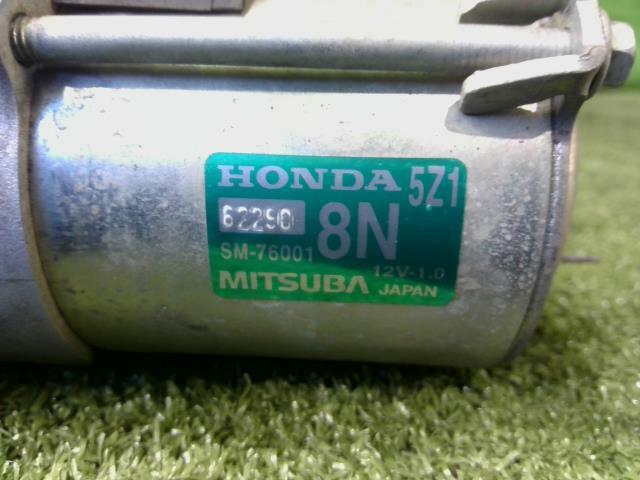 HONDA 5Z1
62290 8N
SM-76001
12V-1.0
MITSUBA JAPAN